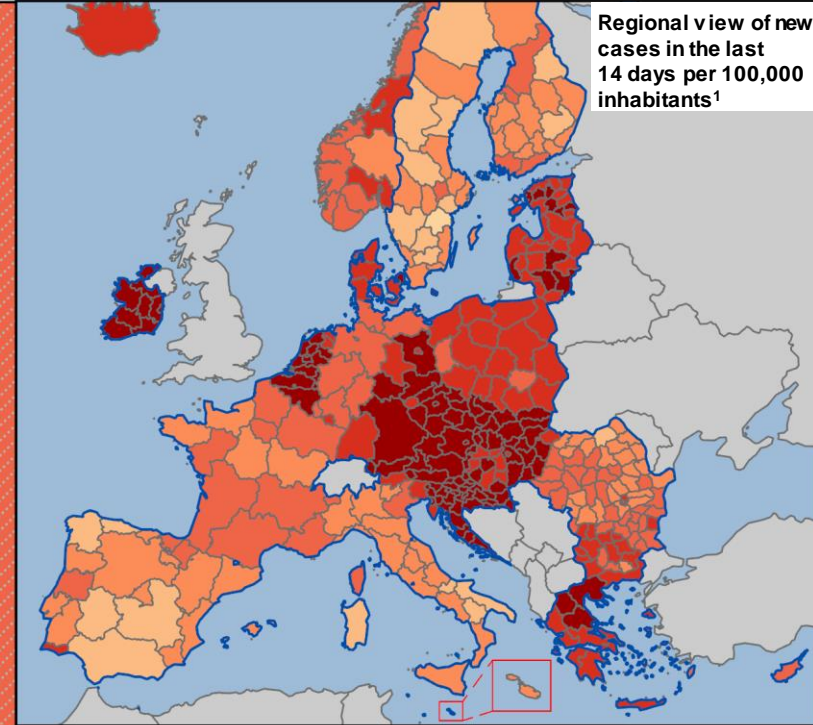 Regional view of new
cases in the last
14 days per 100,000
inhabitants¹